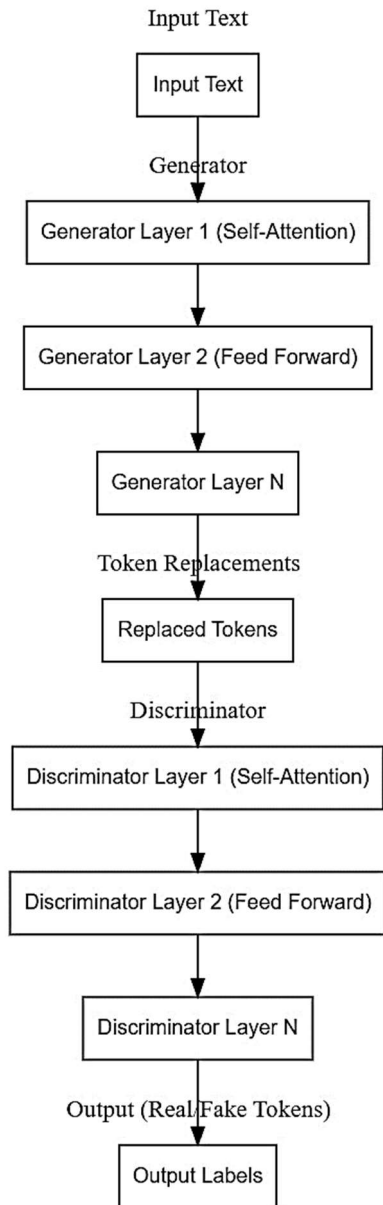 Input Text
Input Text
Generator
Generator Layer 1 (Self-Attention)
Generator Layer 2 (Feed Forward)
Generator Layer N
Token Replacements
Replaced Tokens
Discriminator
Discriminator Layer 1 (Self-Attention)
Discriminator Layer 2 (Feed Forward)
Discriminator Layer N
Output (Real/Fake Tokens)
Output Labels